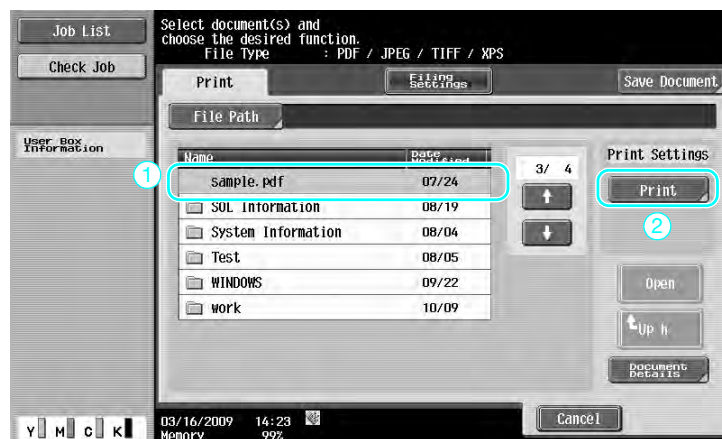 Job List
Check Job
User Box
Information
Select document(s) and
choose the desired function.
File Type : PDF / JPEG / TIFF / XPS
Print
Filing
Settings
Save Document
File Path
Name Date
Modified
1
sample.pdf 07/24
SOL Information 08/19
System Information 08/04
Test 08/05
WINDOWS 09/22
work 10/09
3/ 4
Print Settings
Print
2
Open
Up h
Document
Details
Cancel
03/16/2009 14:23
Memory 99%
Y M C K